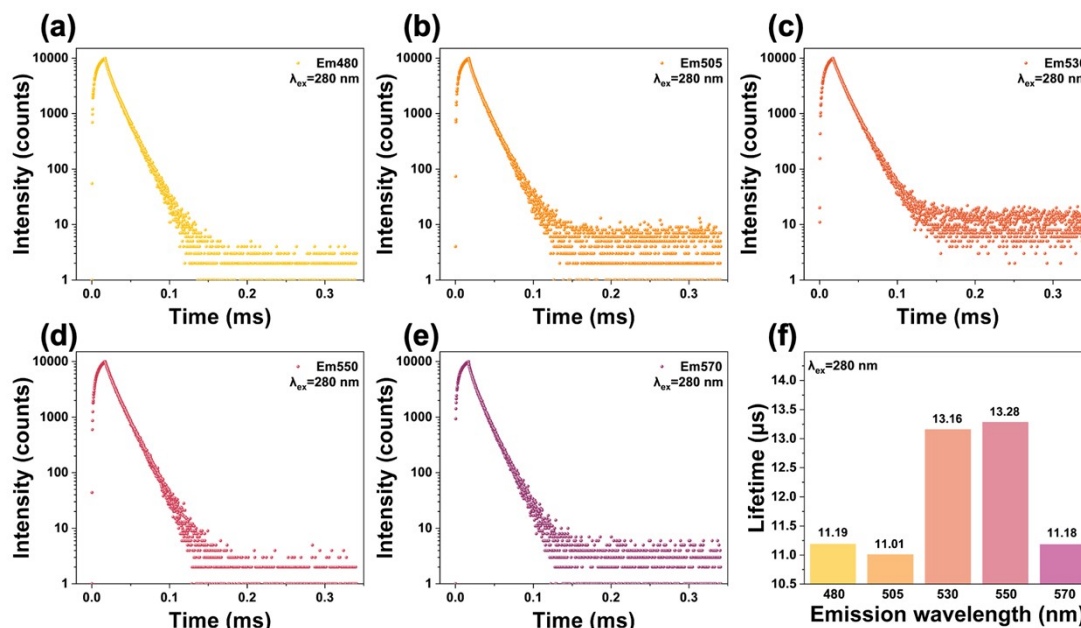 (a)
Em480
λex=280 nm
10000
1000
100
10
1
0.0 0.1 0.2 0.3
Intensity (counts)
Time (ms)
(b)
Em505
λex=280 nm
10000
1000
100
10
1
0.0 0.1 0.2 0.3
Intensity (counts)
Time (ms)
(c)
Em530
λex=280 nm
10000
1000
100
10
1
0.0 0.1 0.2 0.3
Intensity (counts)
Time (ms)
(d)
Em550
λex=280 nm
10000
1000
100
10
1
0.0 0.1 0.2 0.3
Intensity (counts)
Time (ms)
(e)
Em570
λex=280 nm
10000
1000
100
10
1
0.0 0.1 0.2 0.3
Intensity (counts)
Time (ms)
(f)
λex=280 nm
14.0
13.5
13.0
12.5
12.0
11.5
11.0
10.5
11.19
11.01
13.16
13.28
11.18
480 505 530 550 570
Lifetime (μs)
Emission wavelength (nm)